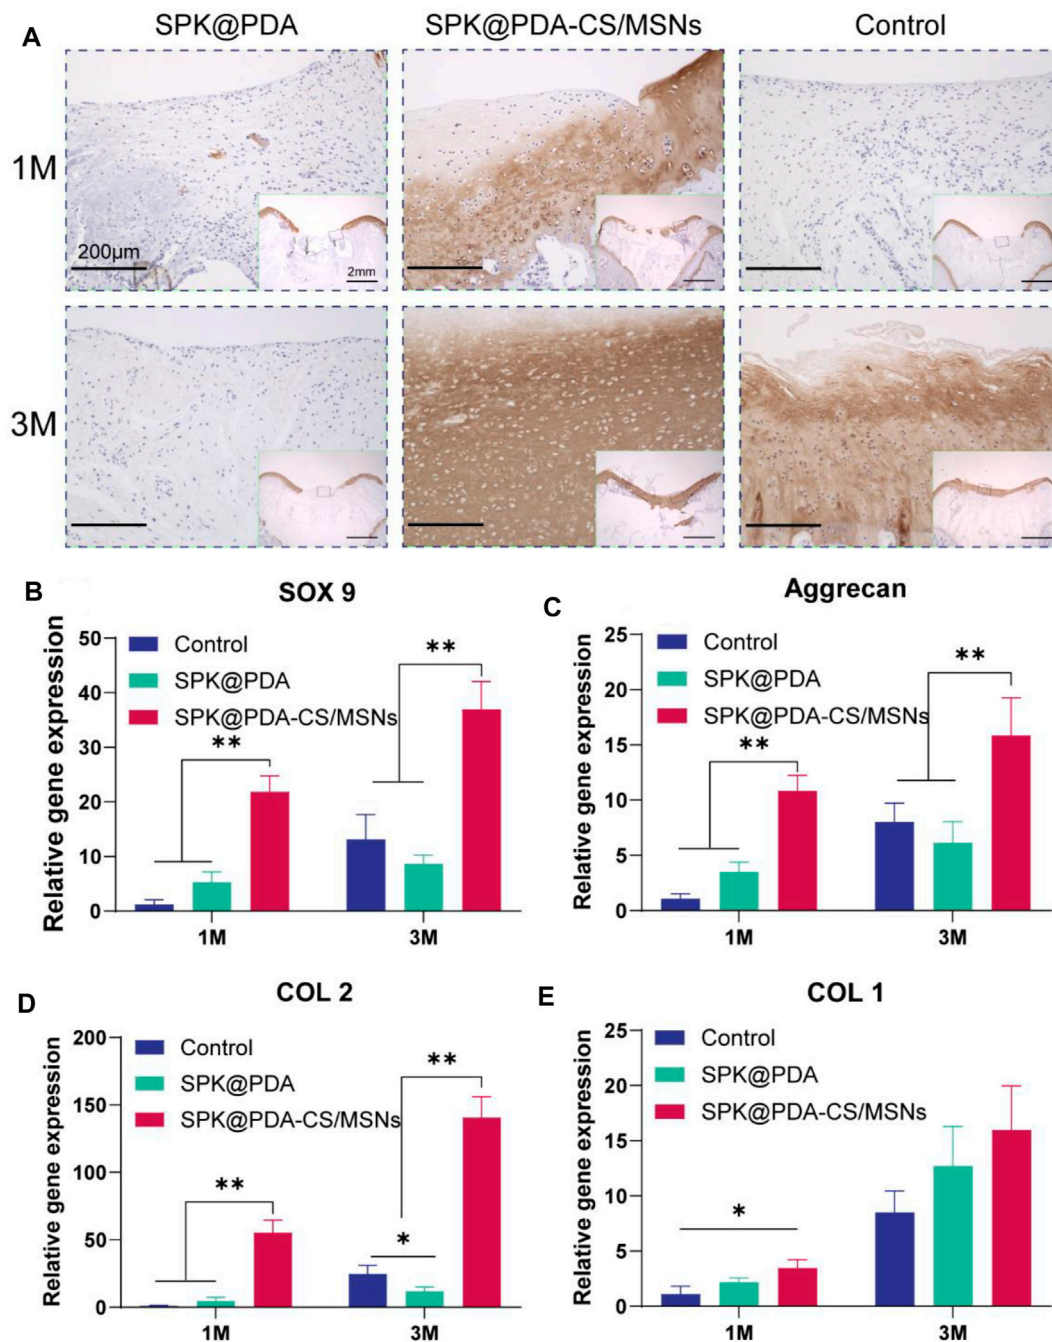 A
SPK@PDA
SPK@PDA-CS/MSNs
Control
1M
200μm
2mm
3M
B
SOX 9
Relative gene expression
50
40
30
20
10
0
Control
SPK@PDA
SPK@PDA-CS/MSNs
**
**
1M
3M
C
Aggrecan
Relative gene expression
25
20
15
10
5
0
Control
SPK@PDA
SPK@PDA-CS/MSNs
**
**
1M
3M
D
COL 2
Relative gene expression
200
150
100
50
0
Control
SPK@PDA
SPK@PDA-CS/MSNs
**
**
*
1M
3M
E
COL 1
Relative gene expression
25
20
15
10
5
0
Control
SPK@PDA
SPK@PDA-CS/MSNs
*
1M
3M